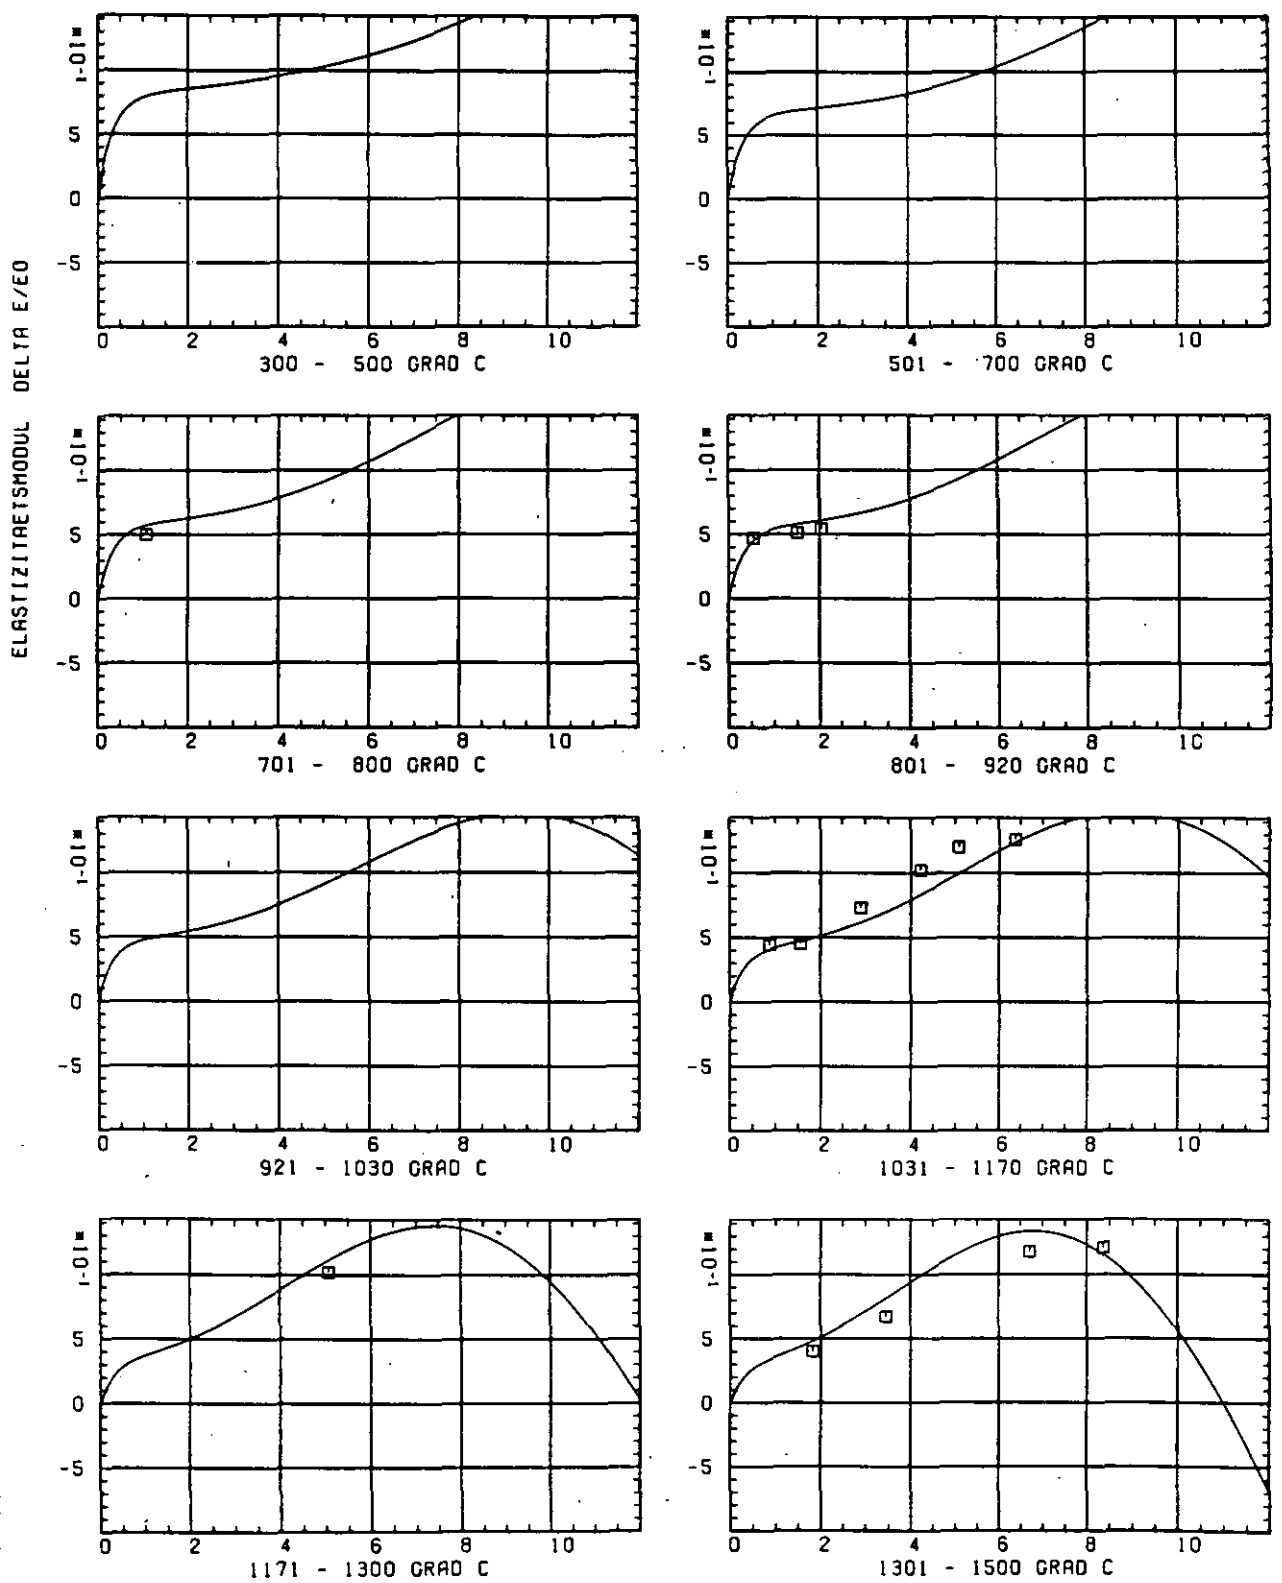 ELASTIZITAETSMODUL DELTA E/E0
*10-1
5
0
-5
0 2 4 6 8 10
300 - 500 GRAD C
*10-1
5
0
-5
0 2 4 6 8 10
501 - 700 GRAD C
*10-1
5
0
-5
0 2 4 6 8 10
701 - 800 GRAD C
*10-1
5
0
-5
0 2 4 6 8 10
801 - 920 GRAD C
*10-1
5
0
-5
0 2 4 6 8 10
921 - 1030 GRAD C
*10-1
5
0
-5
0 2 4 6 8 10
1031 - 1170 GRAD C
*10-1
5
0
-5
0 2 4 6 8 10
1171 - 1300 GRAD C
*10-1
5
0
-5
0 2 4 6 8 10
1301 - 1500 GRAD C